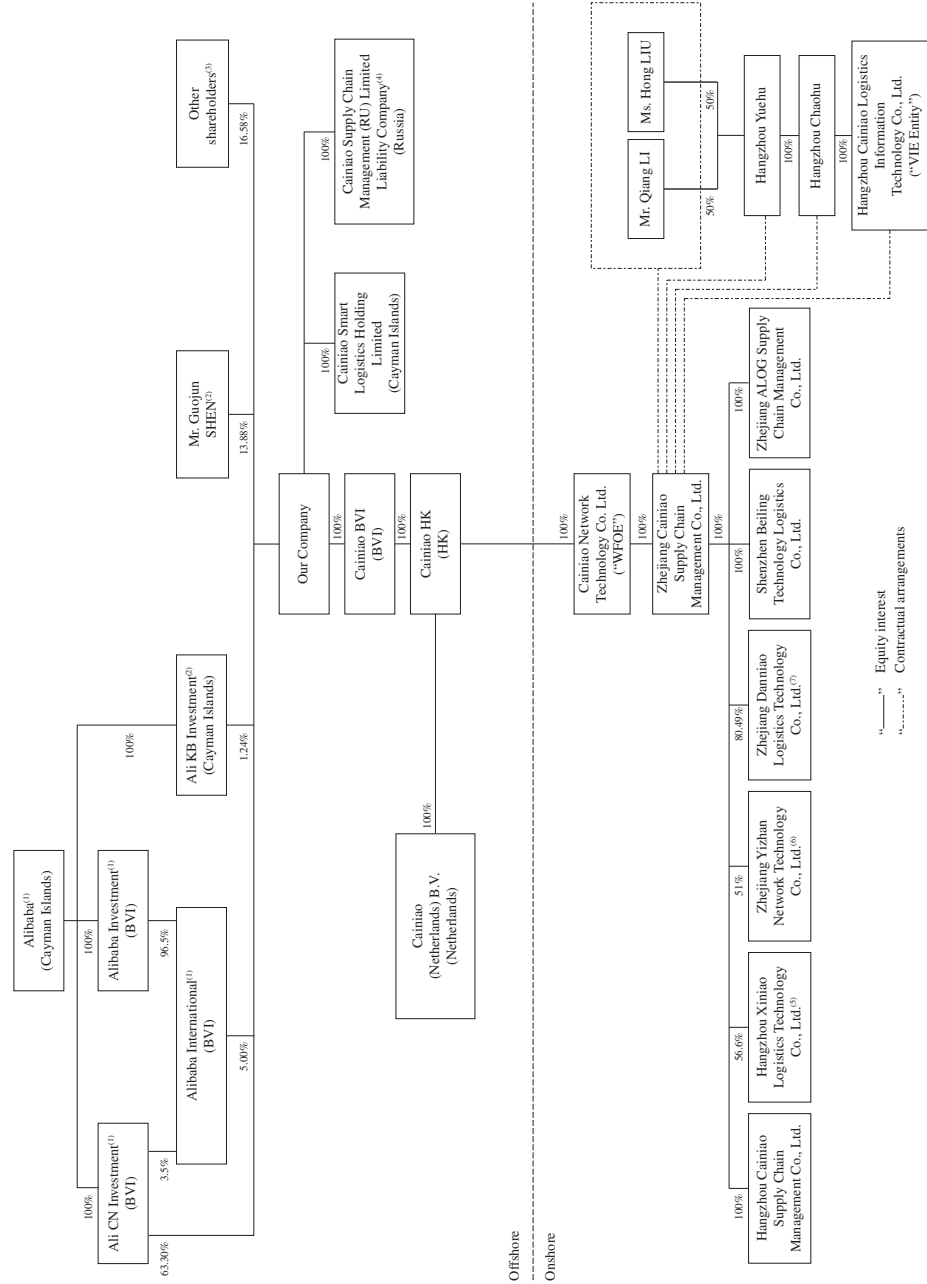 Alibaba(1)
(Cayman Islands)
100%
100%
100%
Ali CN Investment(1)
(BVI)
Alibaba Investment(1)
(BVI)
63.30%
3.5%
96.5%
Alibaba International(1)
(BVI)
Ali KB Investment(2)
(Cayman Islands)
Mr. Guojun
SHEN(2)
Other
shareholders(3)
5.00%
1.24%
13.88%
16.58%
Our Company
100%
Cainiao BVI
(BVI)
100%
Cainiao HK
(HK)
100%
Cainiao Smart
Logistics Holding
Limited
(Cayman Islands)
100%
Cainiao Supply Chain
Management (RU) Limited
Liability Company(4)
(Russia)
100%
Cainiao
(Netherlands) B.V.
(Netherlands)
Offshore
Onshore
100%
Cainiao Network
Technology Co. Ltd.
(“WFOE”)
100%
Zhejiang Cainiao
Supply Chain
Management Co., Ltd.
Mr. Qiang LI
Ms. Hong LIU
50%
50%
Hangzhou Yuehu
100%
Hangzhou Chaohu
100%
Hangzhou Cainiao Logistics
Information
Technology Co., Ltd.
(“VIE Entity”)
100%
100%
56.6%
51%
80.49%
100%
100%
Hangzhou Cainiao
Supply Chain
Management Co., Ltd.
Hangzhou Xiniao
Logistics Technology
Co., Ltd.(5)
Zhejiang Yizhan
Network Technology
Co., Ltd.(6)
Zhejiang Danniao
Logistics Technology
Co., Ltd.(7)
Shenzhen Beiling
Technology Logistics
Co., Ltd.
Zhejiang ALOG Supply
Chain Management
Co., Ltd.
“____” Equity interest
“------” Contractual arrangements